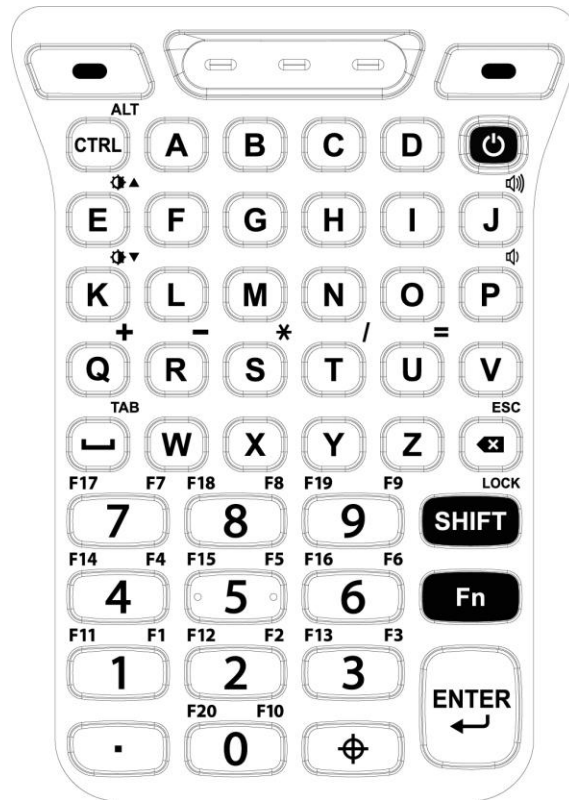 ALT
CTRL A B C D
E F G H I J
K L M N O P
+ - * / =
Q R S T U V
TAB ESC
W X Y Z
F17 F7 F18 F8 F19 F9 LOCK
7 8 9 SHIFT
F14 F4 F15 F5 F16 F6
4 5 6 Fn
F11 F1 F12 F2 F13 F3
1 2 3
ENTER
F20 F10
. 0